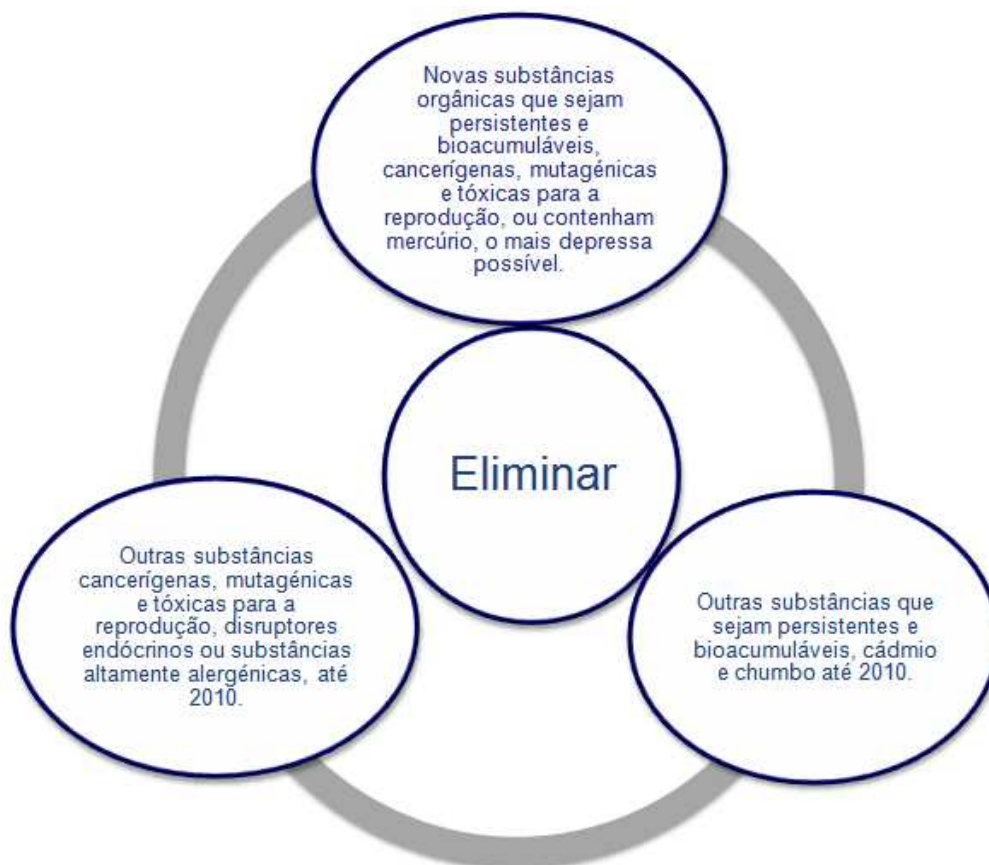 Novas substâncias
orgânicas que sejam
persistentes e
bioacumuláveis,
cancerígenas, mutagénicas
e tóxicas para a
reprodução, ou contenham
mercúrio, o mais depressa
possível.
Eliminar
Outras substâncias
cancerígenas, mutagénicas
e tóxicas para a
reprodução, disruptores
endócrinos ou substâncias
altamente alergénicas, até
2010.
Outras substâncias que
sejam persistentes e
bioacumuláveis, cádmio
e chumbo até 2010.